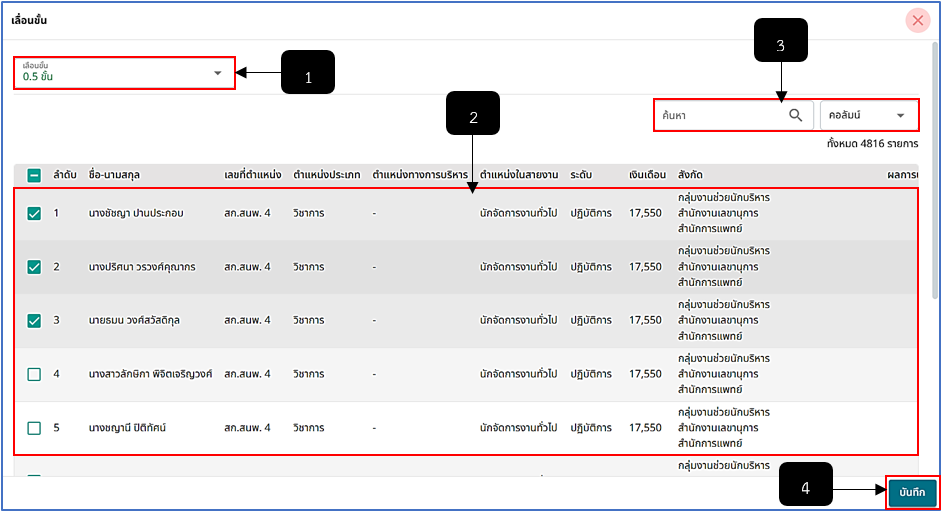 เลื่อนขั้น
เลื่อนขั้น
0.5 ขั้น
1
3
2
ค้นหา
คอลัมน์
ทั้งหมด 4816 รายการ
ลำดับ ชื่อ-นามสกุล เลขที่ตำแหน่ง ตำแหน่งประเภท ตำแหน่งทางการบริหาร ตำแหน่งในสายงาน ระดับ เงินเดือน สังกัด
กลุ่มงานช่วยนักบริหาร
1 นางชัชญา ปานประกอบ สก.สนพ. 4 วิชาการ - นักจัดการงานทั่วไป ปฏิบัติการ 17,550 สำนักงานเลขานุการ
สำนักการแพทย์
กลุ่มงานช่วยนักบริหาร
2 นางปริศนา วรวงศ์คุณากร สก.สนพ. 4 วิชาการ - นักจัดการงานทั่วไป ปฏิบัติการ 17,550 สำนักงานเลขานุการ
สำนักการแพทย์
กลุ่มงานช่วยนักบริหาร
3 นายธมน วงศ์สวัสดิกุล สก.สนพ. 4 วิชาการ - นักจัดการงานทั่วไป ปฏิบัติการ 17,550 สำนักงานเลขานุการ
สำนักการแพทย์
กลุ่มงานช่วยนักบริหาร
4 นางสาวลักษิกา พิจิตเจริญวงศ์ สก.สนพ. 4 วิชาการ - นักจัดการงานทั่วไป ปฏิบัติการ 17,550 สำนักงานเลขานุการ
สำนักการแพทย์
กลุ่มงานช่วยนักบริหาร
5 นางชญานี ปิติทัศน์ สก.สนพ. 4 วิชาการ - นักจัดการงานทั่วไป ปฏิบัติการ 17,550 สำนักงานเลขานุการ
สำนักการแพทย์
กลุ่มงานช่วยนักบริหาร
4
บันทึก